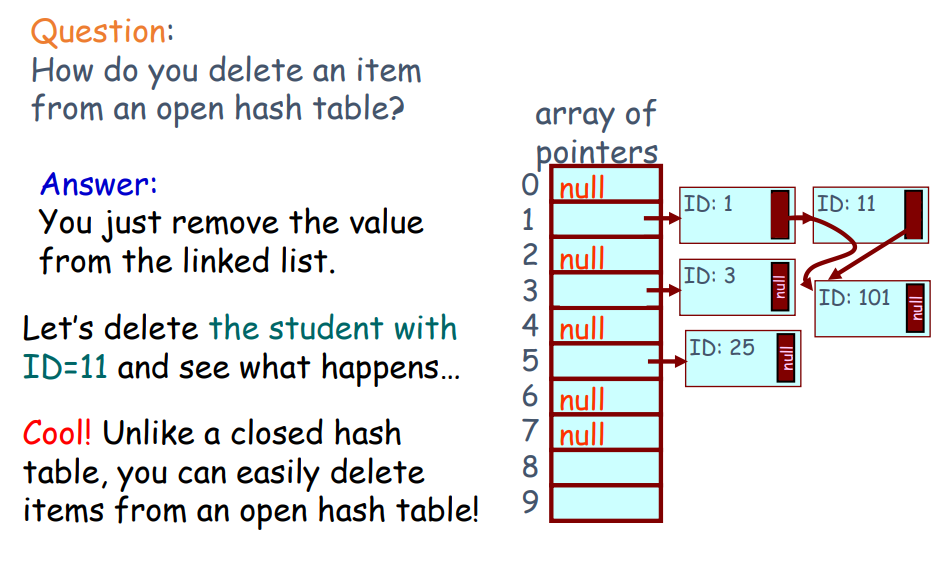 Question:
How do you delete an item
from an open hash table?
Answer:
You just remove the value
from the linked list.
Let's delete the student with
ID=11 and see what happens…
Cool! Unlike a closed hash
table, you can easily delete
items from an open hash table!
array of
pointers
0 null
1
2 null
3
4 null
5
6 null
7 null
8
9
ID: 1
ID: 11
ID: 3 null
ID: 101 null
ID: 25 null